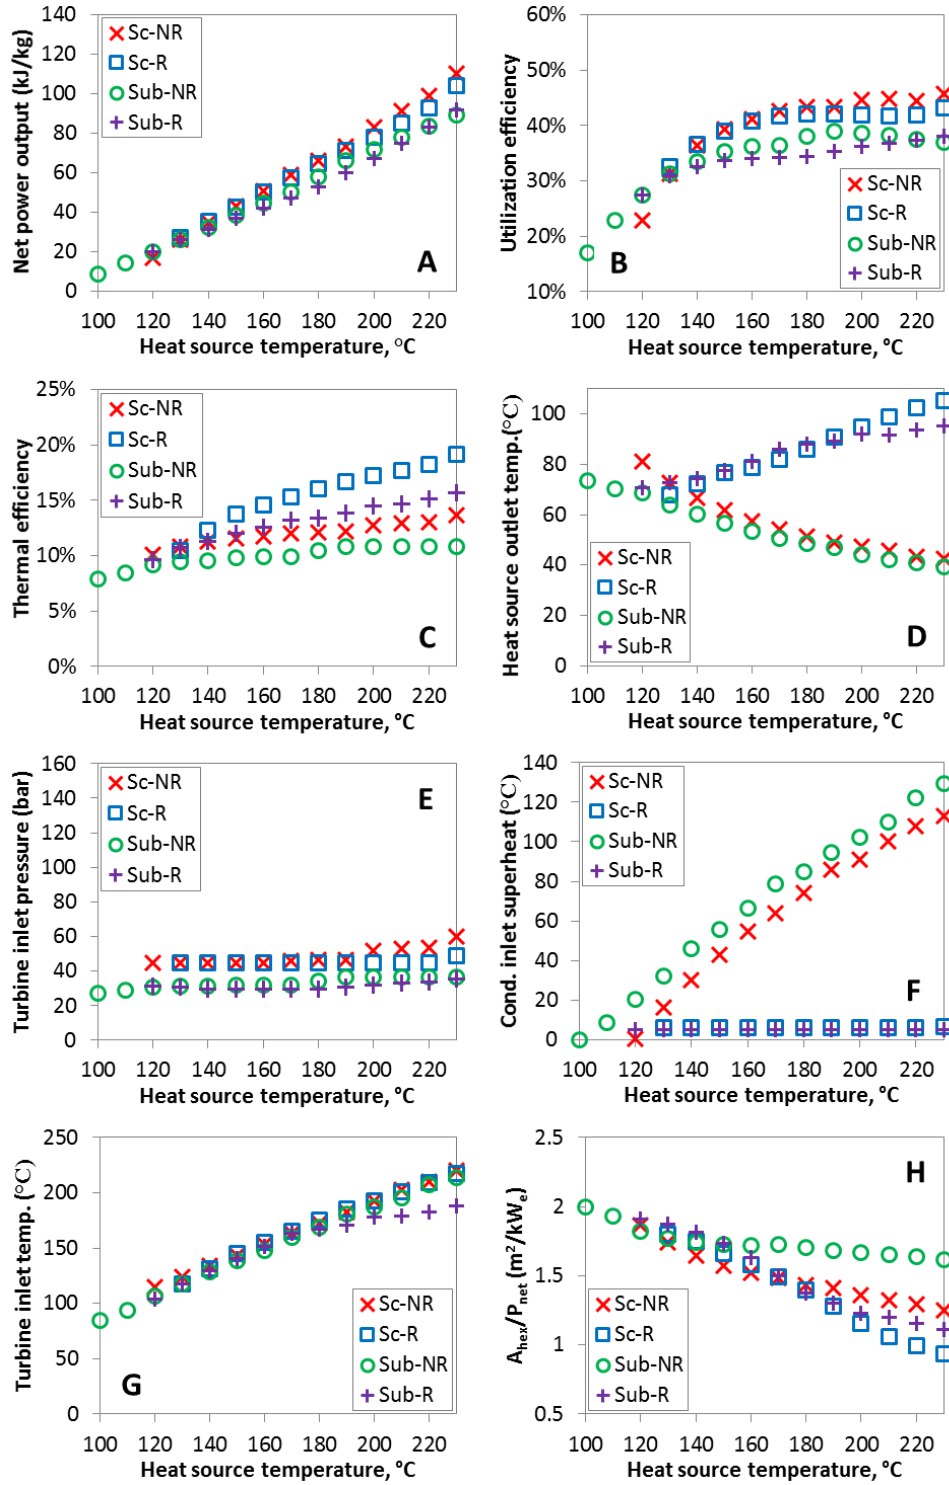 Net power output (kJ/kg)
140
120
100
80
60
40
20
0
Sc-NR
Sc-R
Sub-NR
Sub-R
A
100 120 140 160 180 200 220
Heat source temperature, °C
Utilization efficiency
60%
50%
40%
30%
20%
10%
B
Sc-NR
Sc-R
Sub-NR
Sub-R
100 120 140 160 180 200 220
Heat source temperature, °C
Thermal efficiency
25%
20%
15%
10%
5%
0%
Sc-NR
Sc-R
Sub-NR
Sub-R
C
100 120 140 160 180 200 220
Heat source temperature, °C
Heat source outlet temp.(°C)
100
80
60
40
20
0
Sc-NR
Sc-R
Sub-NR
Sub-R
D
100 120 140 160 180 200 220
Heat source temperature, °C
Turbine inlet pressure (bar)
160
140
120
100
80
60
40
20
0
Sc-NR
Sc-R
Sub-NR
Sub-R
E
100 120 140 160 180 200 220
Heat source temperature, °C
Cond. inlet superheat (°C)
140
120
100
80
60
40
20
0
Sc-NR
Sc-R
Sub-NR
Sub-R
F
100 120 140 160 180 200 220
Heat source temperature, °C
Turbine inlet temp. (°C)
250
200
150
100
50
0
G
Sc-NR
Sc-R
Sub-NR
Sub-R
100 120 140 160 180 200 220
Heat source temperature, °C
Ahex/Pnet (m²/kWe)
2.5
2
1.5
1
0.5
H
Sc-NR
Sc-R
Sub-NR
Sub-R
100 120 140 160 180 200 220
Heat source temperature, °C